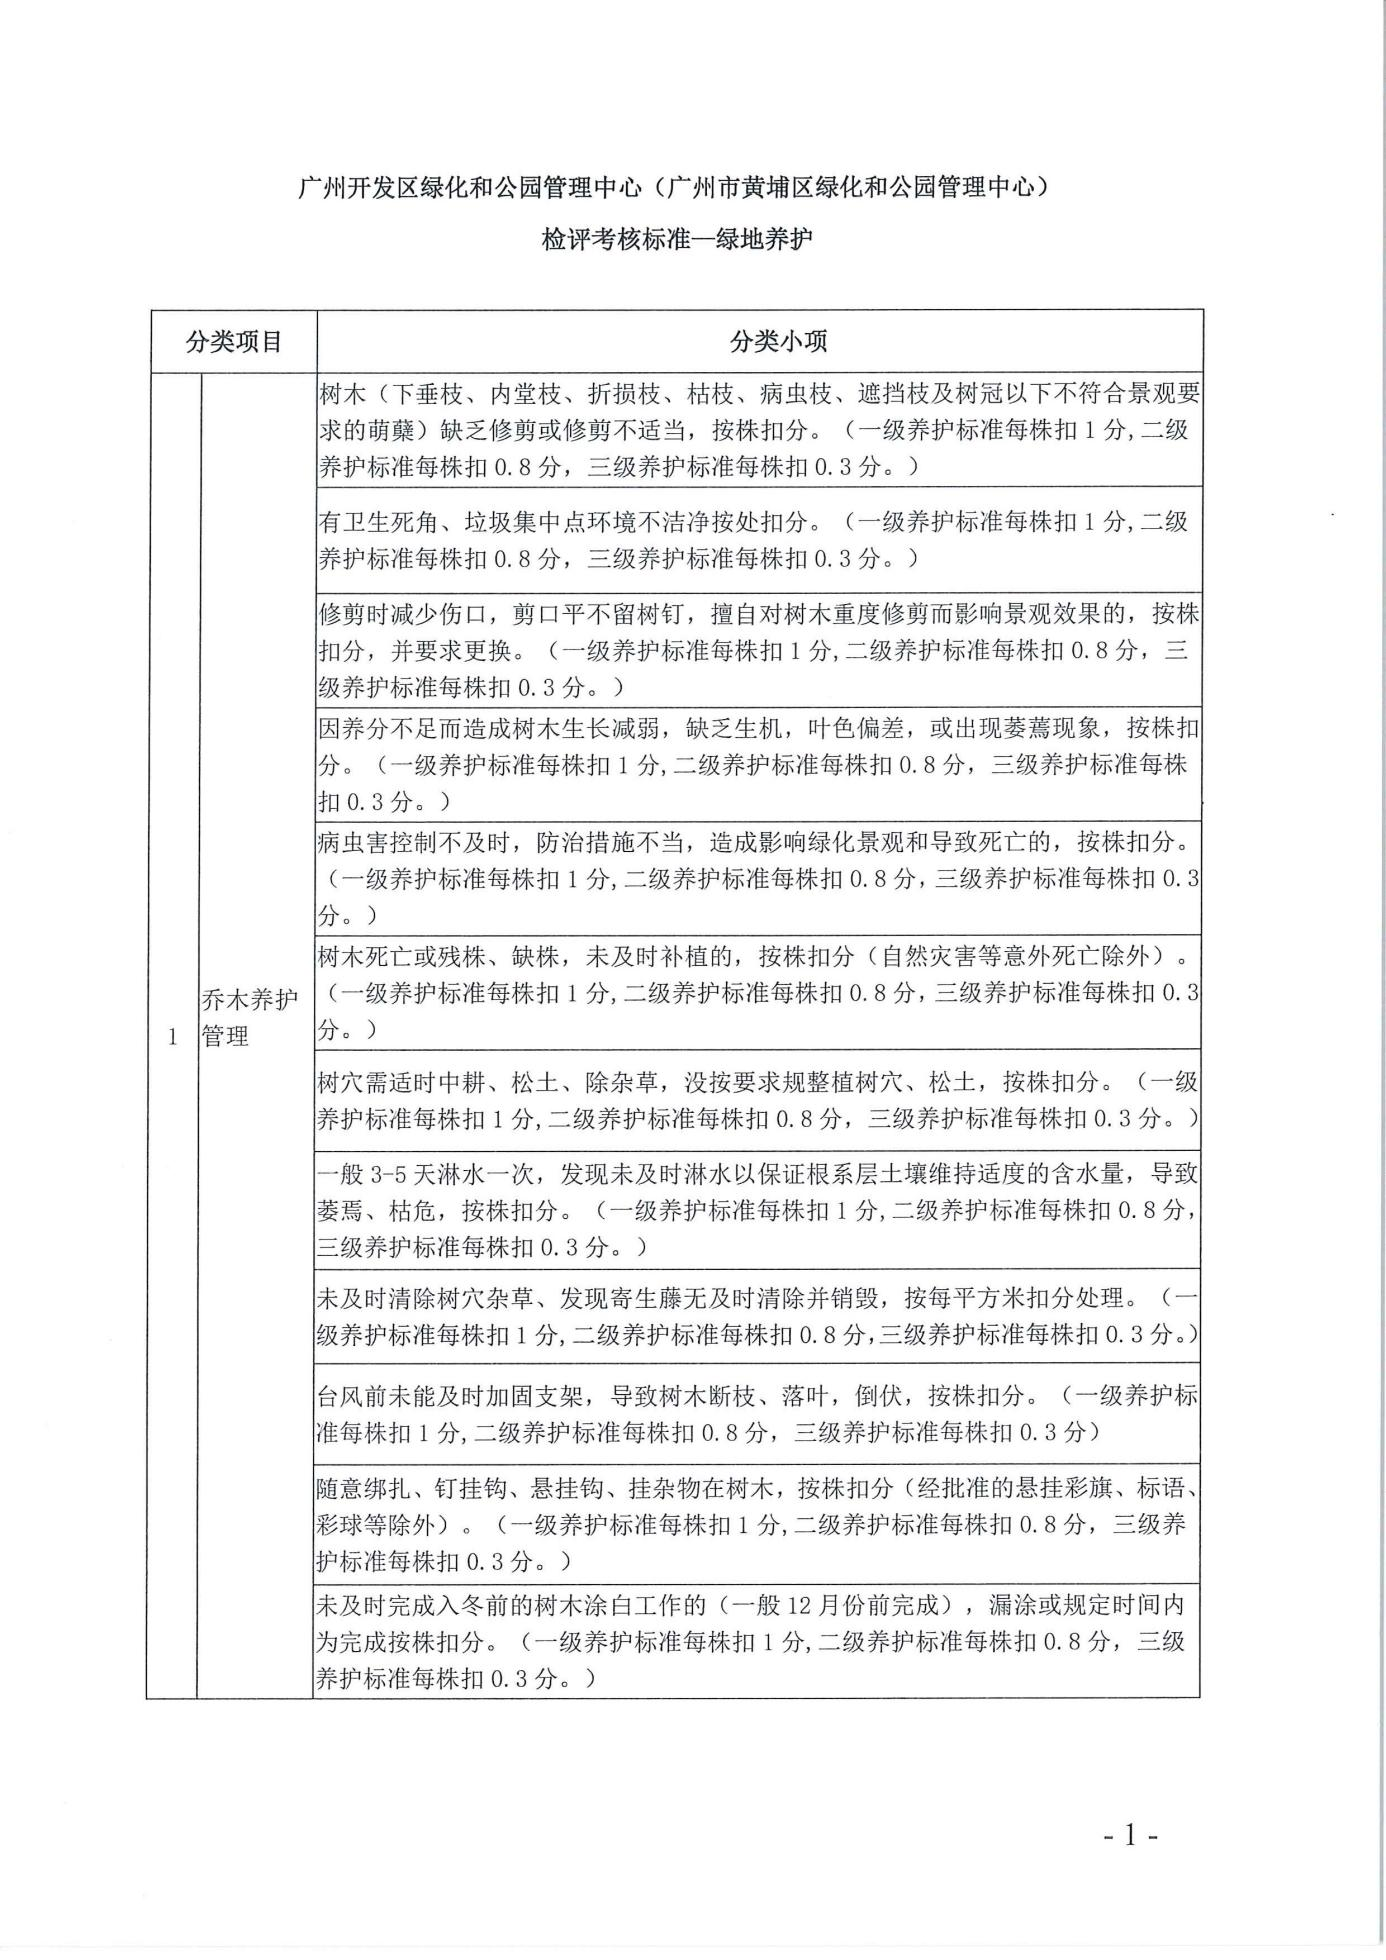 广州开发区绿化和公园管理中心（广州市黄埔区绿化和公园管理中心）
检评考核标准—绿地养护
分类项目
分类小项
1
乔木养护
管理
树木（下垂枝、内堂枝、折损枝、枯枝、病虫枝、遮挡枝及树冠以下不符合景观要
求的萌蘖）缺乏修剪或修剪不适当，按株扣分。（一级养护标准每株扣1分,二级
养护标准每株扣0.8分，三级养护标准每株扣0.3分。）
有卫生死角、垃圾集中点环境不洁净按处扣分。（一级养护标准每株扣1分,二级
养护标准每株扣0.8分，三级养护标准每株扣0.3分。）
修剪时减少伤口，剪口平不留树钉，擅自对树木重度修剪而影响景观效果的，按株
扣分，并要求更换。（一级养护标准每株扣1分,二级养护标准每株扣0.8分，三
级养护标准每株扣0.3分。）
因养分不足而造成树木生长减弱，缺乏生机，叶色偏差，或出现萎蔫现象，按株扣
分。（一级养护标准每株扣1分,二级养护标准每株扣0.8分，三级养护标准每株
扣0.3分。）
病虫害控制不及时，防治措施不当，造成影响绿化景观和导致死亡的，按株扣分。
（一级养护标准每株扣1分,二级养护标准每株扣0.8分，三级养护标准每株扣0.3
分。）
树木死亡或残株、缺株，未及时补植的，按株扣分（自然灾害等意外死亡除外）。
（一级养护标准每株扣1分,二级养护标准每株扣0.8分，三级养护标准每株扣0.3
分。）
树穴需适时中耕、松土、除杂草，没按要求规整植树穴、松土，按株扣分。（一级
养护标准每株扣1分,二级养护标准每株扣0.8分，三级养护标准每株扣0.3分。）
一般3-5天淋水一次，发现未及时淋水以保证根系层土壤维持适度的含水量，导致
萎焉、枯危，按株扣分。（一级养护标准每株扣1分,二级养护标准每株扣0.8分，
三级养护标准每株扣0.3分。）
未及时清除树穴杂草、发现寄生藤无及时清除并销毁，按每平方米扣分处理。（一
级养护标准每株扣1分,二级养护标准每株扣0.8分，三级养护标准每株扣0.3分。）
台风前未能及时加固支架，导致树木断枝、落叶，倒伏，按株扣分。（一级养护标
准每株扣1分,二级养护标准每株扣0.8分，三级养护标准每株扣0.3分）
随意绑扎、钉挂钩、悬挂钩、挂杂物在树木，按株扣分（经批准的悬挂彩旗、标语、
彩球等除外）。（一级养护标准每株扣1分,二级养护标准每株扣0.8分，三级养
护标准每株扣0.3分。）
未及时完成入冬前的树木涂白工作的（一般12月份前完成），漏涂或规定时间内
为完成按株扣分。（一级养护标准每株扣1分,二级养护标准每株扣0.8分，三级
养护标准每株扣0.3分。）
- 1 -